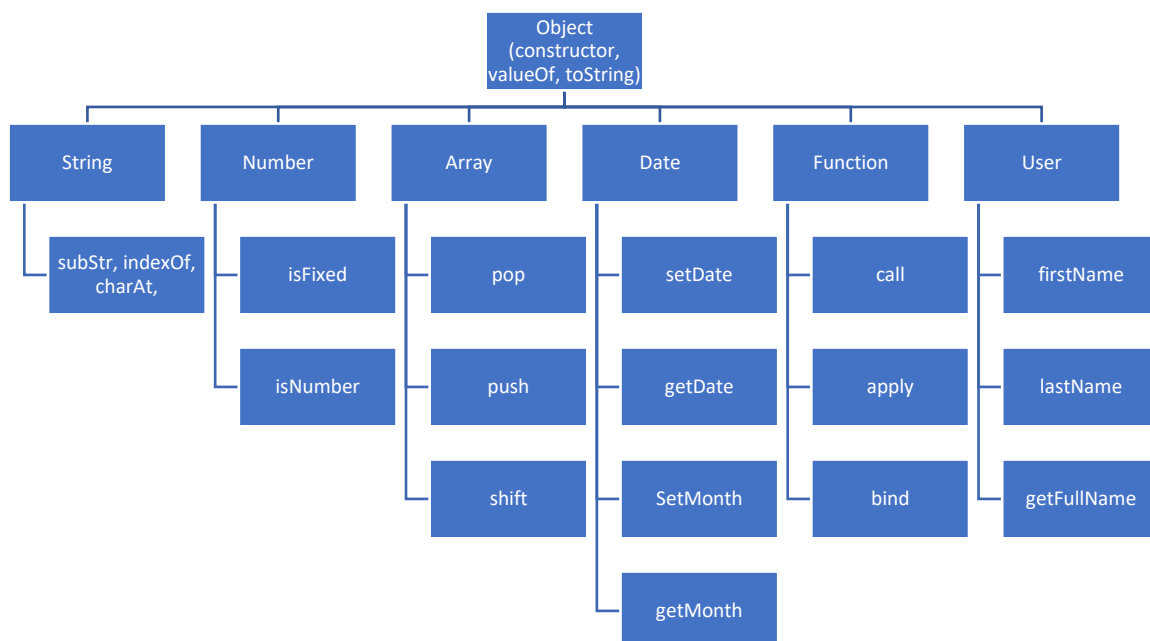 Object
(constructor,
valueOf, toString)
String
Number
Array
Date
Function
User
subStr, indexOf,
charAt,
isFixed
pop
setDate
call
firstName
isNumber
push
getDate
apply
lastName
shift
SetMonth
bind
getFullName
getMonth